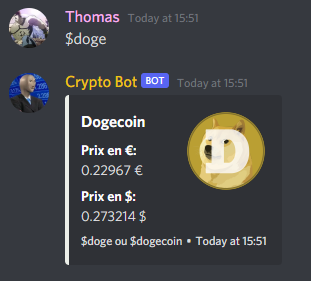 Thomas Today at 15:51
$doge
Crypto Bot BOT Today at 15:51
Dogecoin
Prix en €:
0.22967 €
Prix en $:
0.273214 $
$doge ou $dogecoin • Today at 15:51